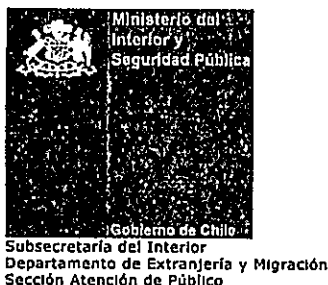 Ministerio del
Interior y
Seguridad Pública
Gobierno de Chile
Subsecretaría del Interior
Departamento de Extranjería y Migración
Sección Atención de Público